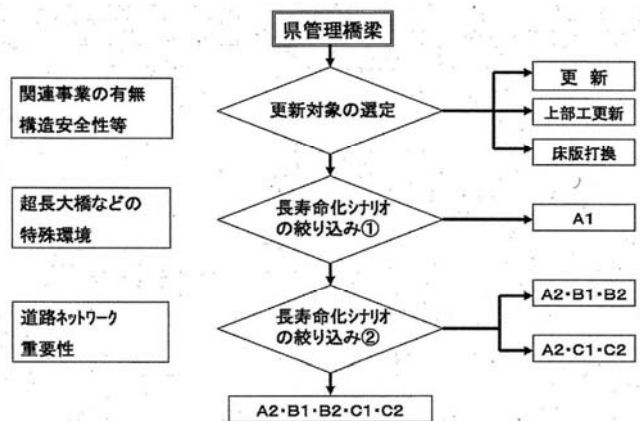 県管理橋梁
関連事業の有無
構造安全性等
更新対象の選定
更 新
上部工更新
床版打換
超長大橋などの
特殊環境
長寿命化シナリオ
の絞り込み①
A1
道路ネットワーク
重要性
長寿命化シナリオ
の絞り込み②
A2・B1・B2
A2・C1・C2
A2・B1・B2・C1・C2